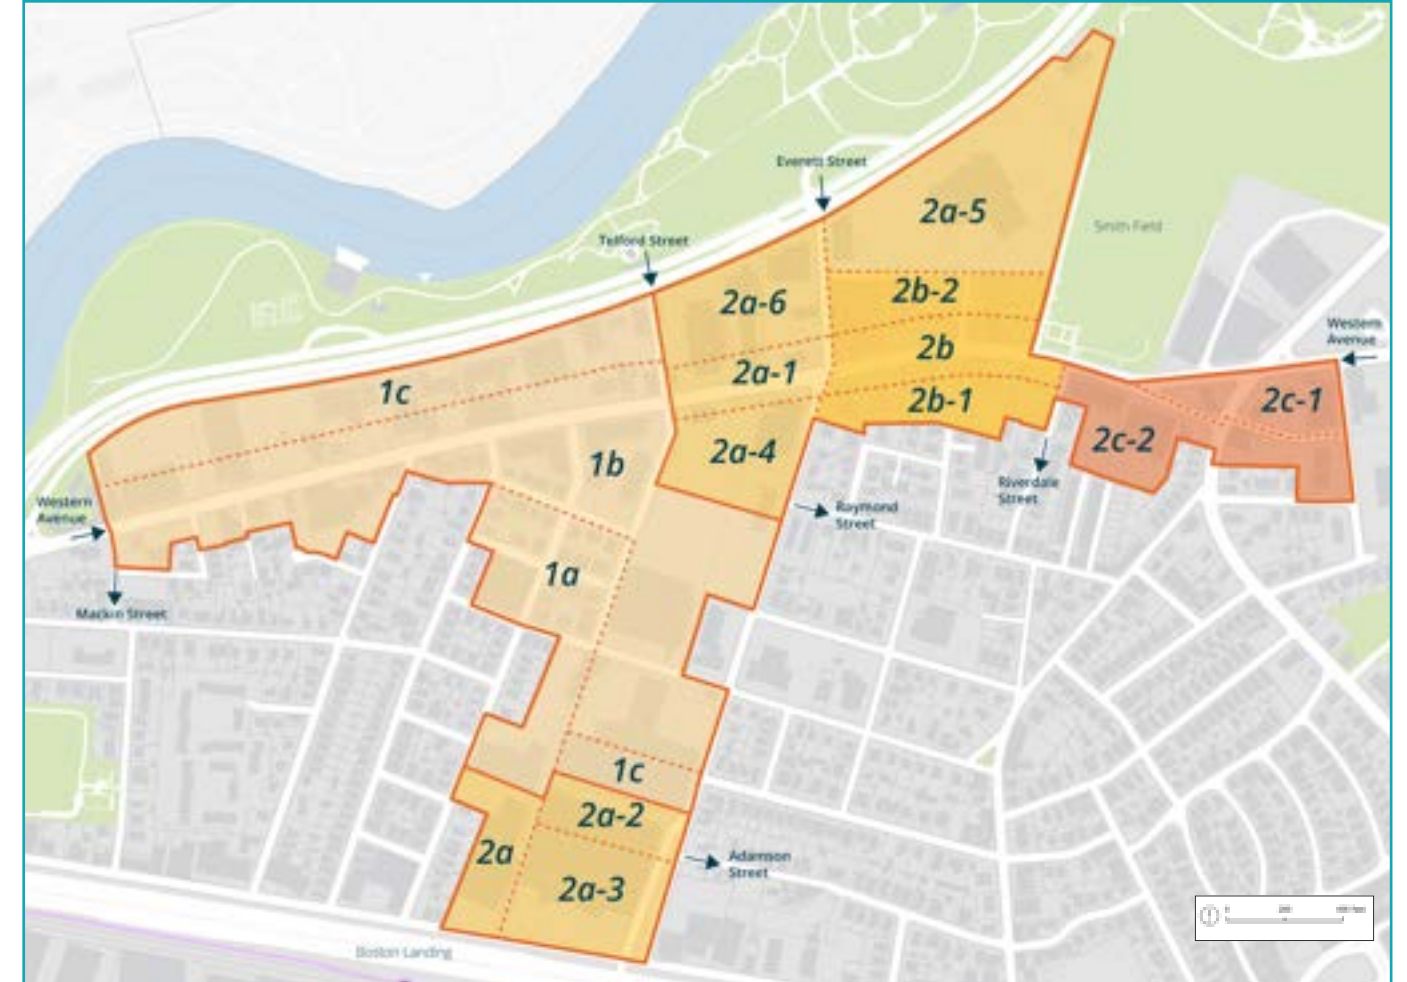 Everett Street
2a-5
Smith Field
Telford Street
2b-2
2a-6
Western
Avenue
2b
2a-1
1c
2b-1
2c-1
2c-2
2a-4
1b
Riverdale
Street
Western
Avenue
Raymond
Street
1a
Mackin Street
1c
2a-2
2a
Adamson
Street
2a-3
Boston Landing